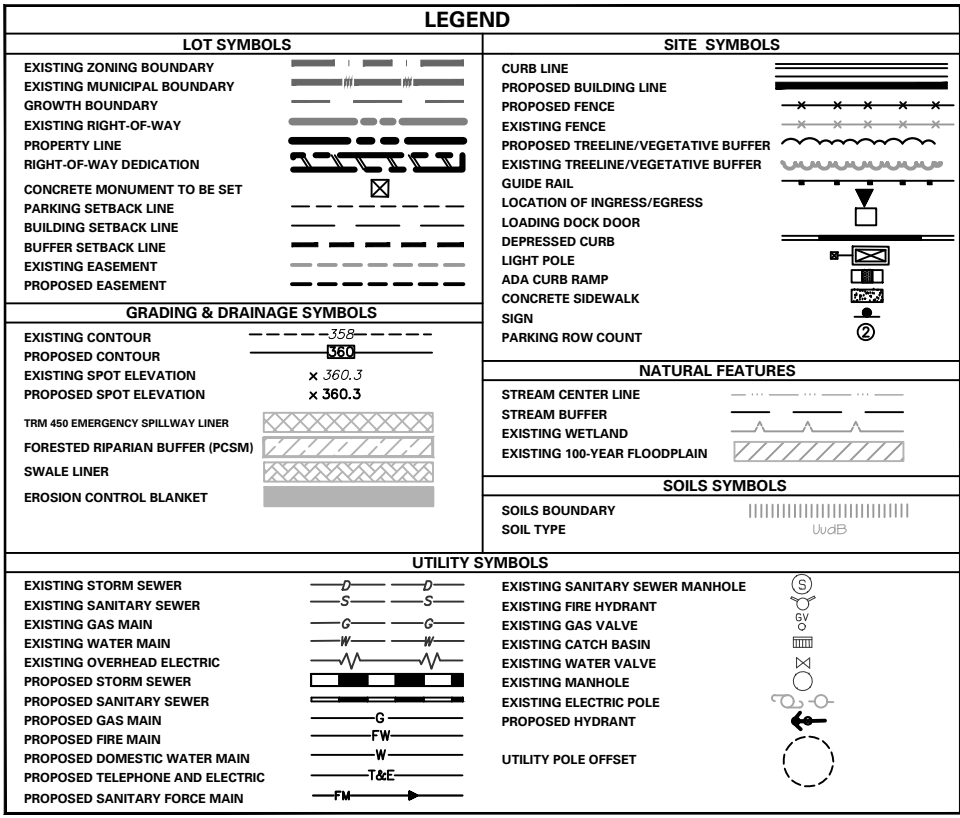 LEGEND
LOT SYMBOLS
EXISTING ZONING BOUNDARY
EXISTING MUNICIPAL BOUNDARY
GROWTH BOUNDARY
EXISTING RIGHT-OF-WAY
PROPERTY LINE
RIGHT-OF-WAY DEDICATION
CONCRETE MONUMENT TO BE SET
PARKING SETBACK LINE
BUILDING SETBACK LINE
BUFFER SETBACK LINE
EXISTING EASEMENT
PROPOSED EASEMENT
GRADING & DRAINAGE SYMBOLS
EXISTING CONTOUR 358
PROPOSED CONTOUR 360
EXISTING SPOT ELEVATION × 360.3
PROPOSED SPOT ELEVATION × 360.3
TRM 450 EMERGENCY SPILLWAY LINER
FORESTED RIPARIAN BUFFER (PCSM)
SWALE LINER
EROSION CONTROL BLANKET
SITE SYMBOLS
CURB LINE
PROPOSED BUILDING LINE
PROPOSED FENCE
EXISTING FENCE
PROPOSED TREELINE/VEGETATIVE BUFFER
EXISTING TREELINE/VEGETATIVE BUFFER
GUIDE RAIL
LOCATION OF INGRESS/EGRESS
LOADING DOCK DOOR
DEPRESSED CURB
LIGHT POLE
ADA CURB RAMP
CONCRETE SIDEWALK
SIGN
PARKING ROW COUNT 2
NATURAL FEATURES
STREAM CENTER LINE
STREAM BUFFER
EXISTING WETLAND
EXISTING 100-YEAR FLOODPLAIN
SOILS SYMBOLS
SOILS BOUNDARY
SOIL TYPE UudB
UTILITY SYMBOLS
EXISTING STORM SEWER D D
EXISTING SANITARY SEWER S S
EXISTING GAS MAIN G G
EXISTING WATER MAIN W W
EXISTING OVERHEAD ELECTRIC
PROPOSED STORM SEWER
PROPOSED SANITARY SEWER
PROPOSED GAS MAIN G
PROPOSED FIRE MAIN FW
PROPOSED DOMESTIC WATER MAIN W
PROPOSED TELEPHONE AND ELECTRIC T&E
PROPOSED SANITARY FORCE MAIN FM
EXISTING SANITARY SEWER MANHOLE S
EXISTING FIRE HYDRANT
EXISTING GAS VALVE GV
EXISTING CATCH BASIN
EXISTING WATER VALVE
EXISTING MANHOLE
EXISTING ELECTRIC POLE
PROPOSED HYDRANT
UTILITY POLE OFFSET